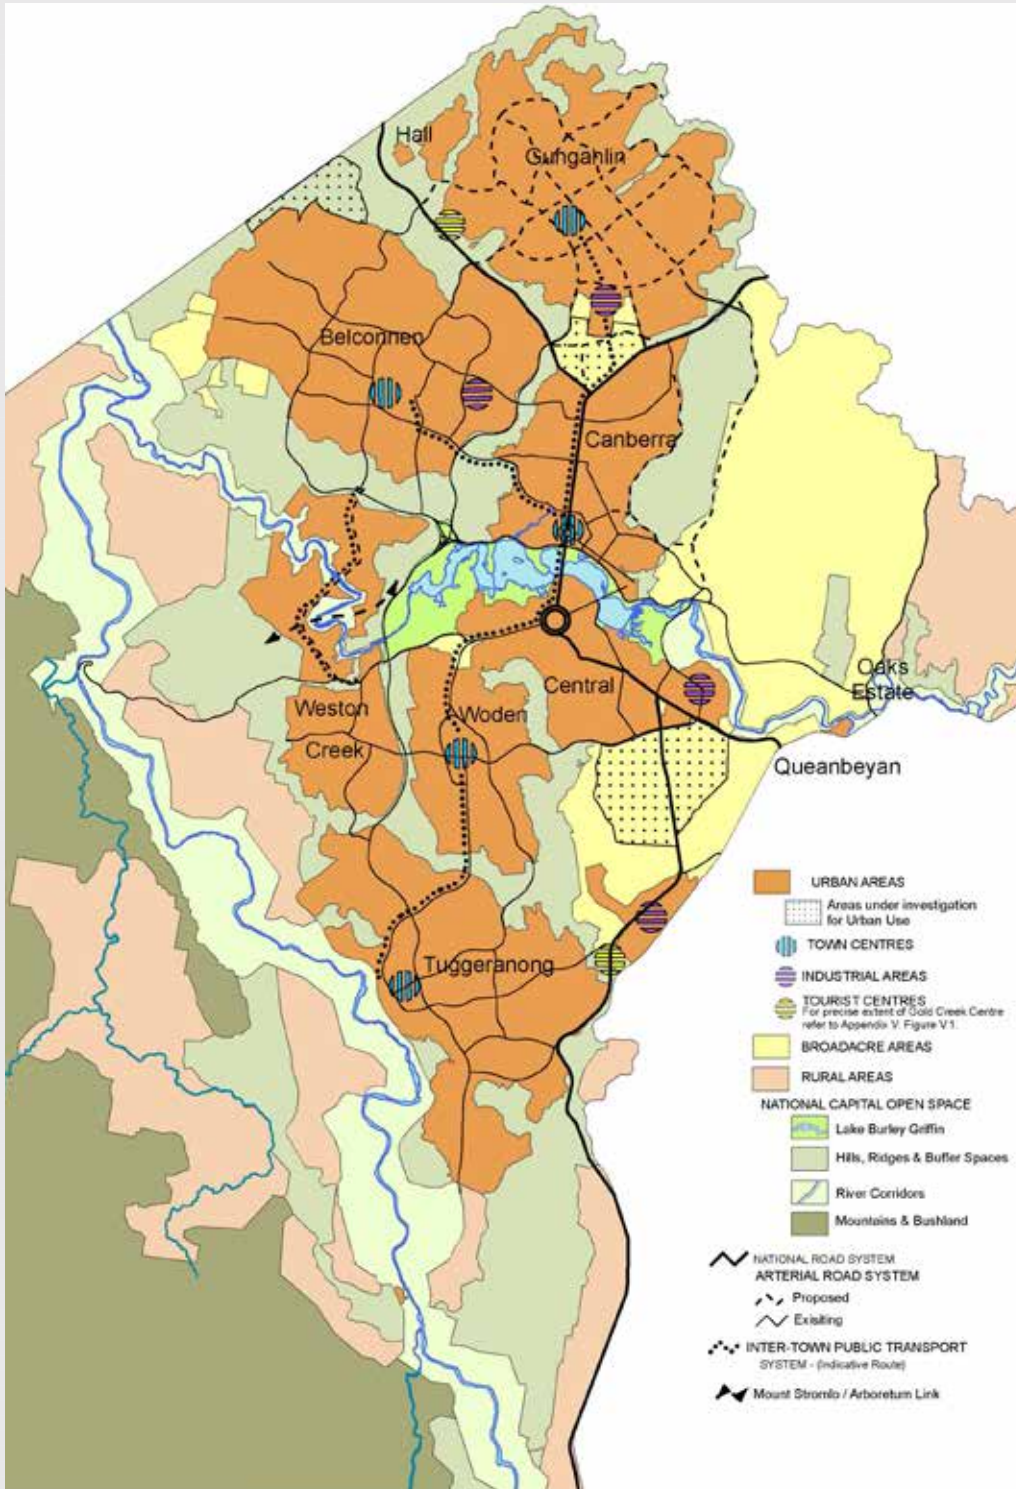 Hall
Gungahlin
Belconnen
Canberra
Oaks
Estate
Central
Weston
Creek
Woden
Queanbeyan
Tuggeranong
URBAN AREAS
Areas under investigation
for Urban Use
TOWN CENTRES
INDUSTRIAL AREAS
TOURIST CENTRES
For precise extent of Gold Creek Centre
refer to Appendix V. Figure V.1.
BROADACRE AREAS
RURAL AREAS
NATIONAL CAPITAL OPEN SPACE
Lake Burley Griffin
Hills, Ridges & Buffer Spaces
River Corridors
Mountains & Bushland
NATIONAL ROAD SYSTEM
ARTERIAL ROAD SYSTEM
Proposed
Exisiting
INTER-TOWN PUBLIC TRANSPORT
SYSTEM - (Indicative Route)
Mount Stromlo / Arboretum Link